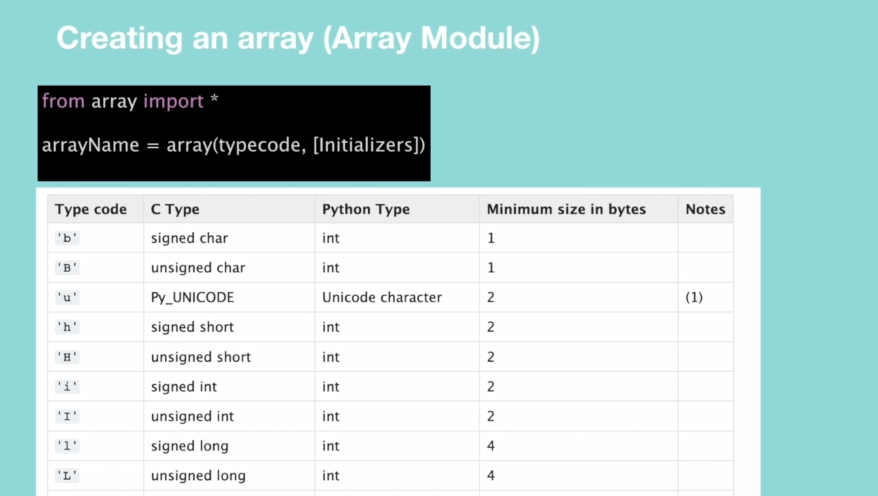 Creating an array (Array Module)
from array import *
arrayName = array(typecode, [Initializers])
Type code C Type Python Type Minimum size in bytes Notes
'b' signed char int 1
'B' unsigned char int 1
'u' Py_UNICODE Unicode character 2 (1)
'h' signed short int 2
'H' unsigned short int 2
'i' signed int int 2
'I' unsigned int int 2
'l' signed long int 4
'L' unsigned long int 4